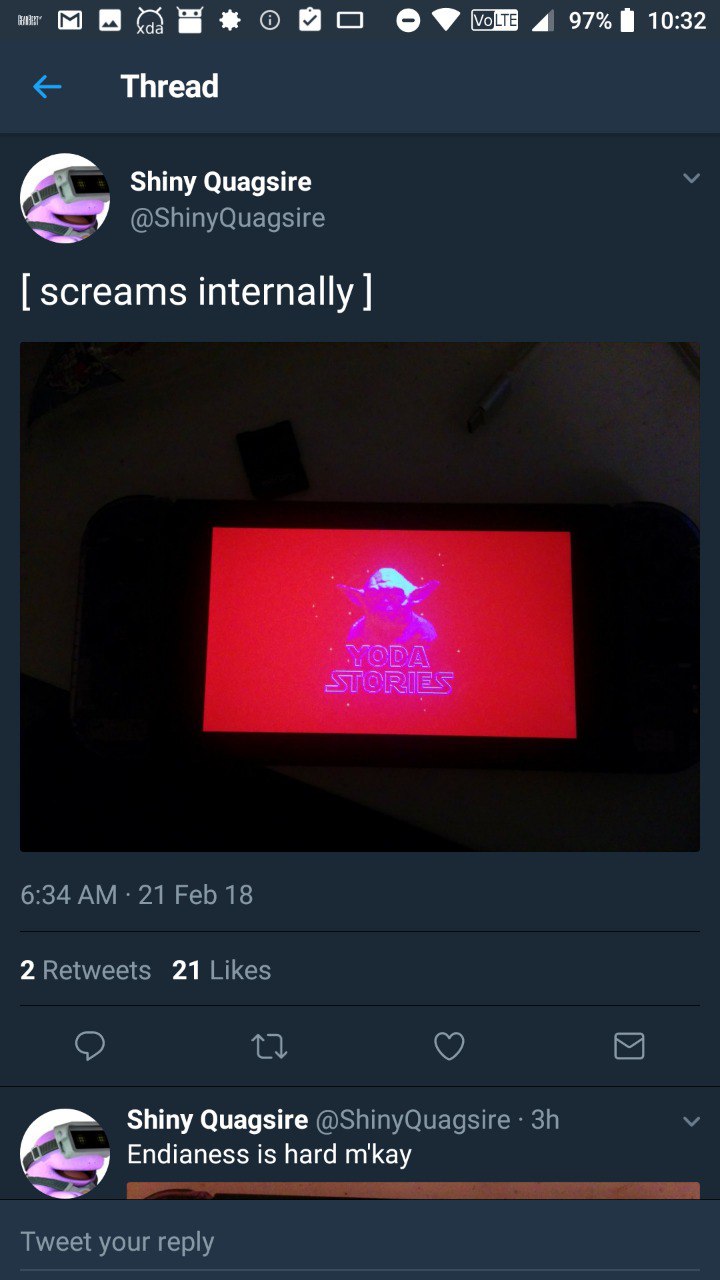 xda
VoLTE
97%
10:32
Thread
Shiny Quagsire
@ShinyQuagsire
[ screams internally ]
YODA
STORIES
6:34 AM · 21 Feb 18
2 Retweets 21 Likes
Shiny Quagsire @ShinyQuagsire · 3h
Endianess is hard m'kay
Tweet your reply